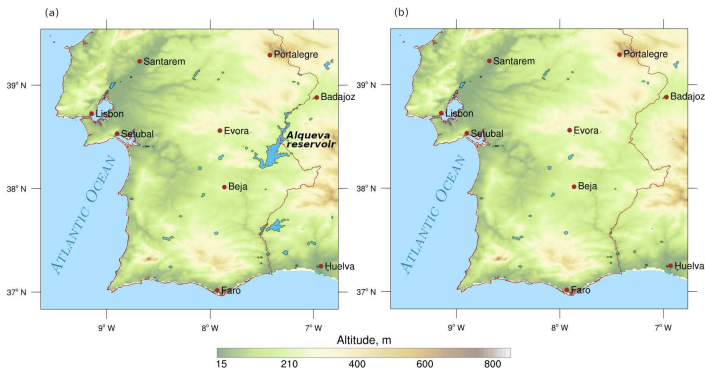 (a)
Santarem
Portalegre
39° N
Badajoz
Lisbon
Setubal
Evora
Alqueva
reservoir
38° N
Beja
ATLANTIC OCEAN
Huelva
37° N
Faro
9° W
8° W
7° W
(b)
Santarem
Portalegre
39° N
Badajoz
Lisbon
Setubal
Evora
38° N
Beja
ATLANTIC OCEAN
Huelva
37° N
Faro
9° W
8° W
7° W
Altitude, m
15 210 400 600 800